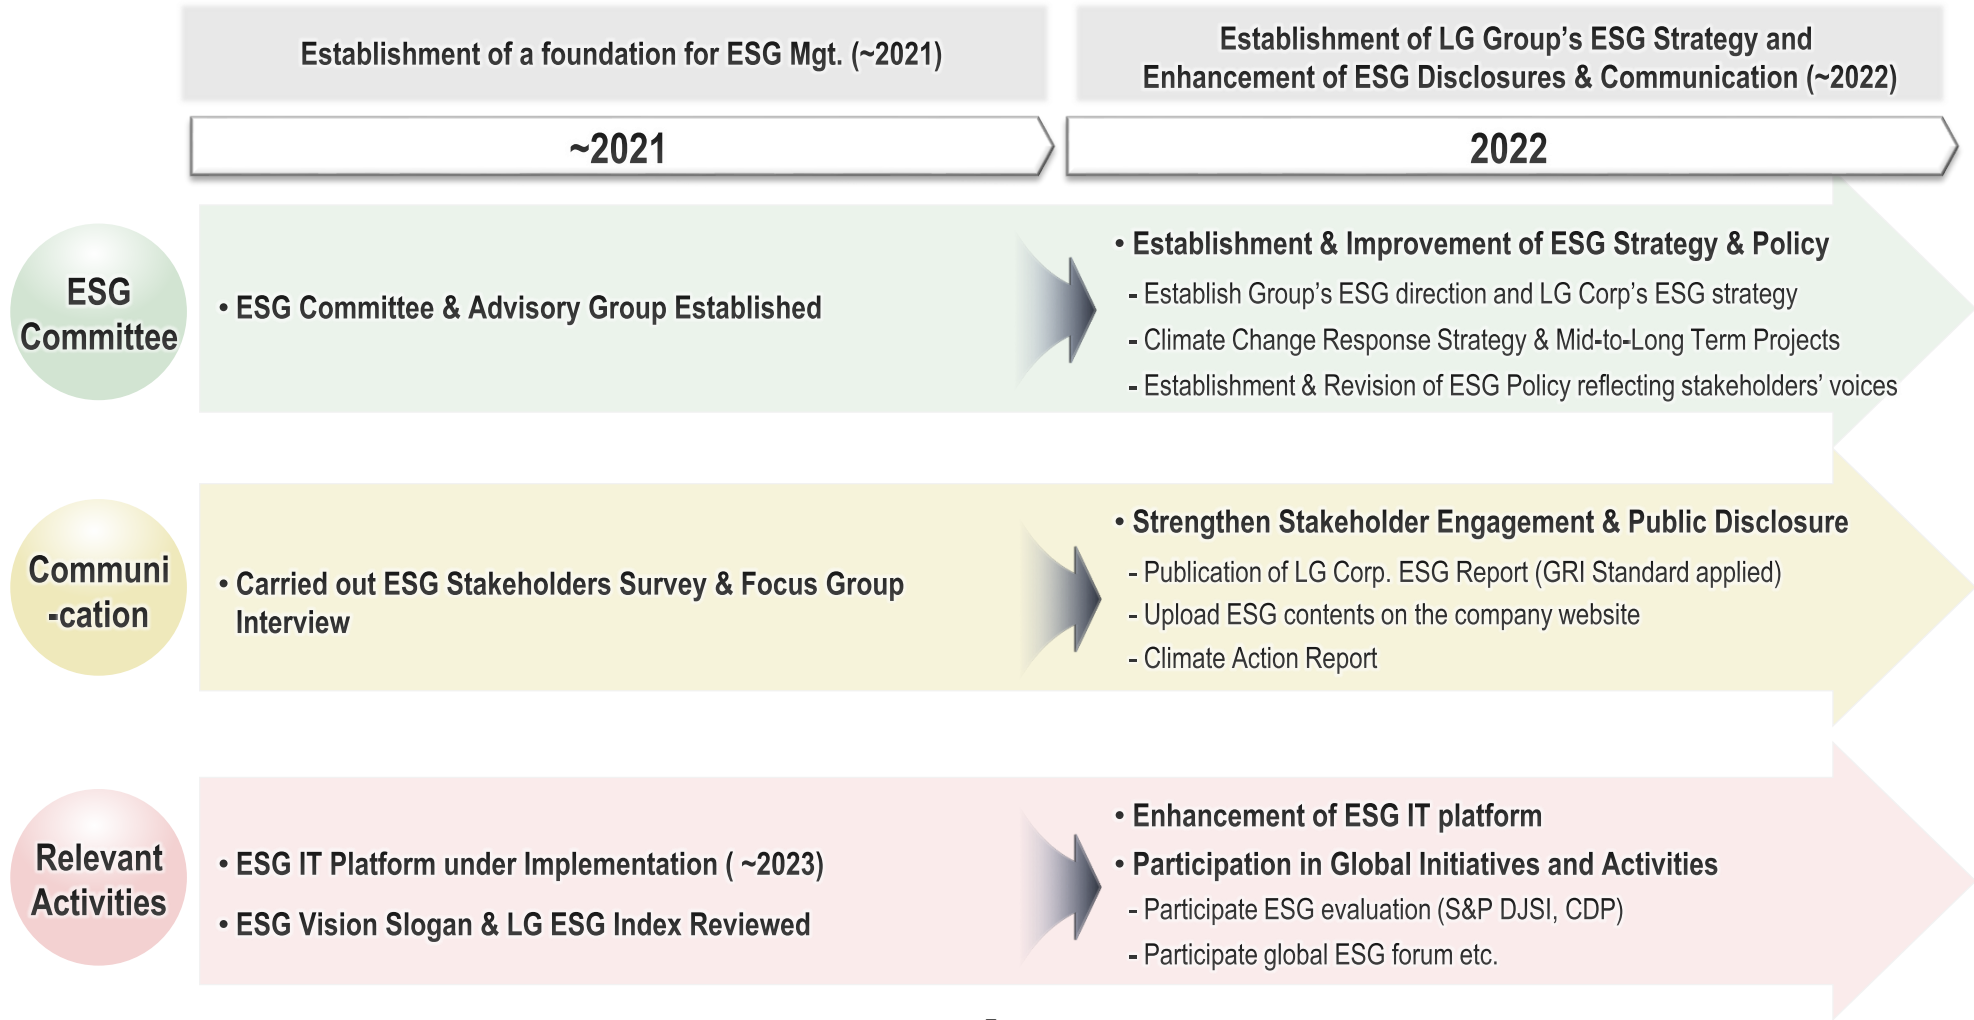 Establishment of a foundation for ESG Mgt. (~2021)
Establishment of LG Group's ESG Strategy and
Enhancement of ESG Disclosures & Communication (~2022)
~2021
2022
ESG
Committee
• ESG Committee & Advisory Group Established
• Establishment & Improvement of ESG Strategy & Policy
- Establish Group's ESG direction and LG Corp's ESG strategy
- Climate Change Response Strategy & Mid-to-Long Term Projects
- Establishment & Revision of ESG Policy reflecting stakeholders' voices
Communi
-cation
• Carried out ESG Stakeholders Survey & Focus Group
Interview
• Strengthen Stakeholder Engagement & Public Disclosure
- Publication of LG Corp. ESG Report (GRI Standard applied)
- Upload ESG contents on the company website
- Climate Action Report
Relevant
Activities
• ESG IT Platform under Implementation ( ~2023)
• ESG Vision Slogan & LG ESG Index Reviewed
• Enhancement of ESG IT platform
• Participation in Global Initiatives and Activities
- Participate ESG evaluation (S&P DJSI, CDP)
- Participate global ESG forum etc.